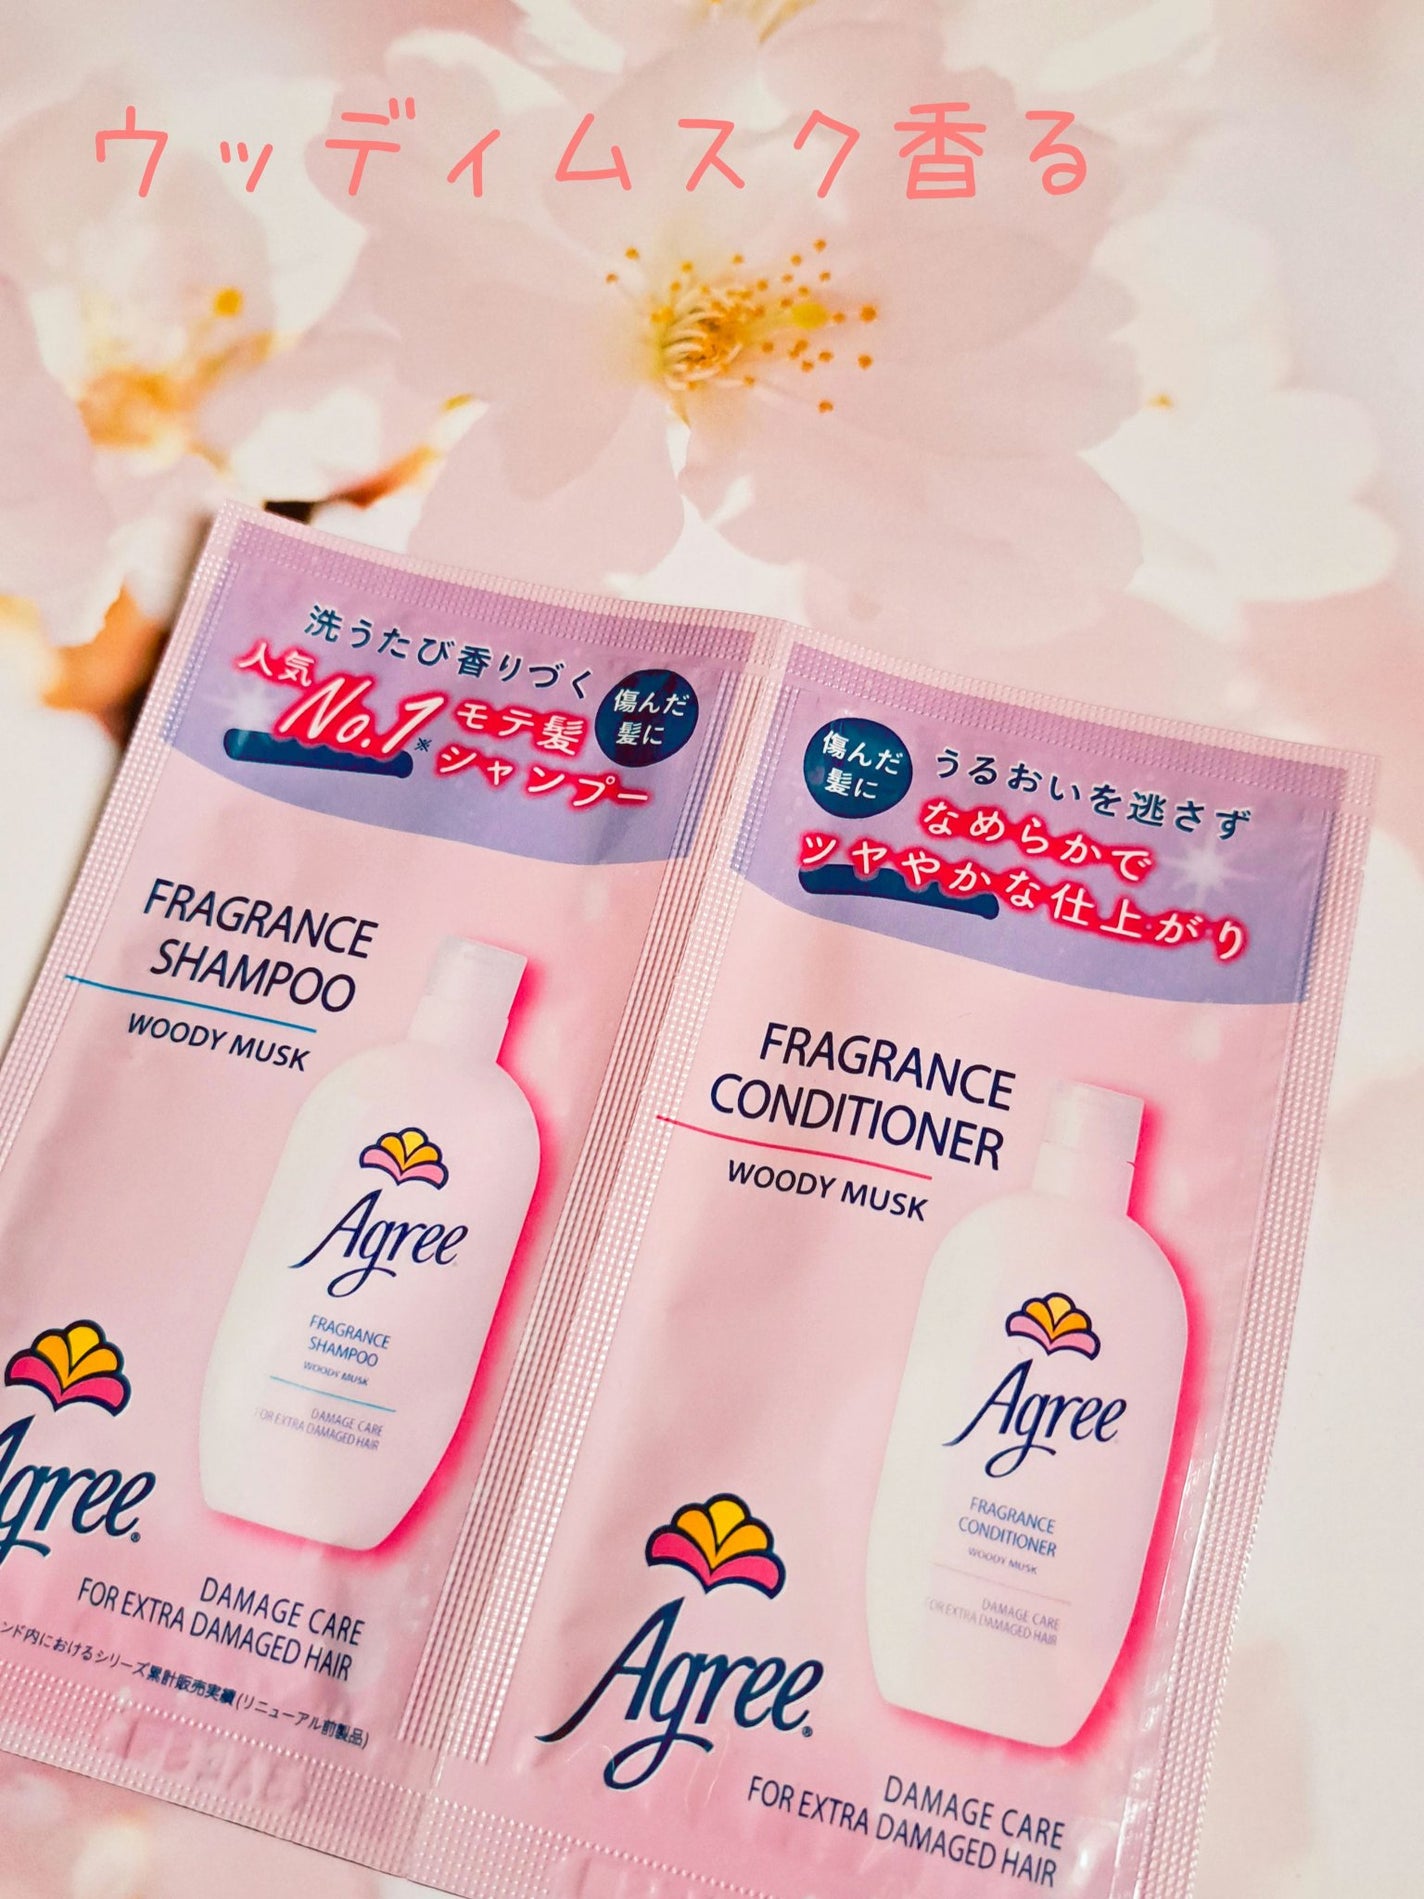 ウッディムスク香る
洗うたび香りづく
人気No.1※モテ髪
シャンプー
傷んだ
髪に
FRAGRANCE
SHAMPOO
WOODY MUSK
Agree
FRAGRANCE
SHAMPOO
WOODY MUSK
DAMAGE CARE
FOR EXTRA DAMAGED HAIR
Agree®
DAMAGE CARE
FOR EXTRA DAMAGED HAIR
ンド内におけるシリーズ累計販売実績(リニューアル前製品)
傷んだ
髪に
うるおいを逃さず
なめらかで
ツヤやかな仕上がり
FRAGRANCE
CONDITIONER
WOODY MUSK
Agree
FRAGRANCE
CONDITIONER
WOODY MUSK
DAMAGE CARE
FOR EXTRA DAMAGED HAIR
Agree®
DAMAGE CARE
FOR EXTRA DAMAGED HAIR